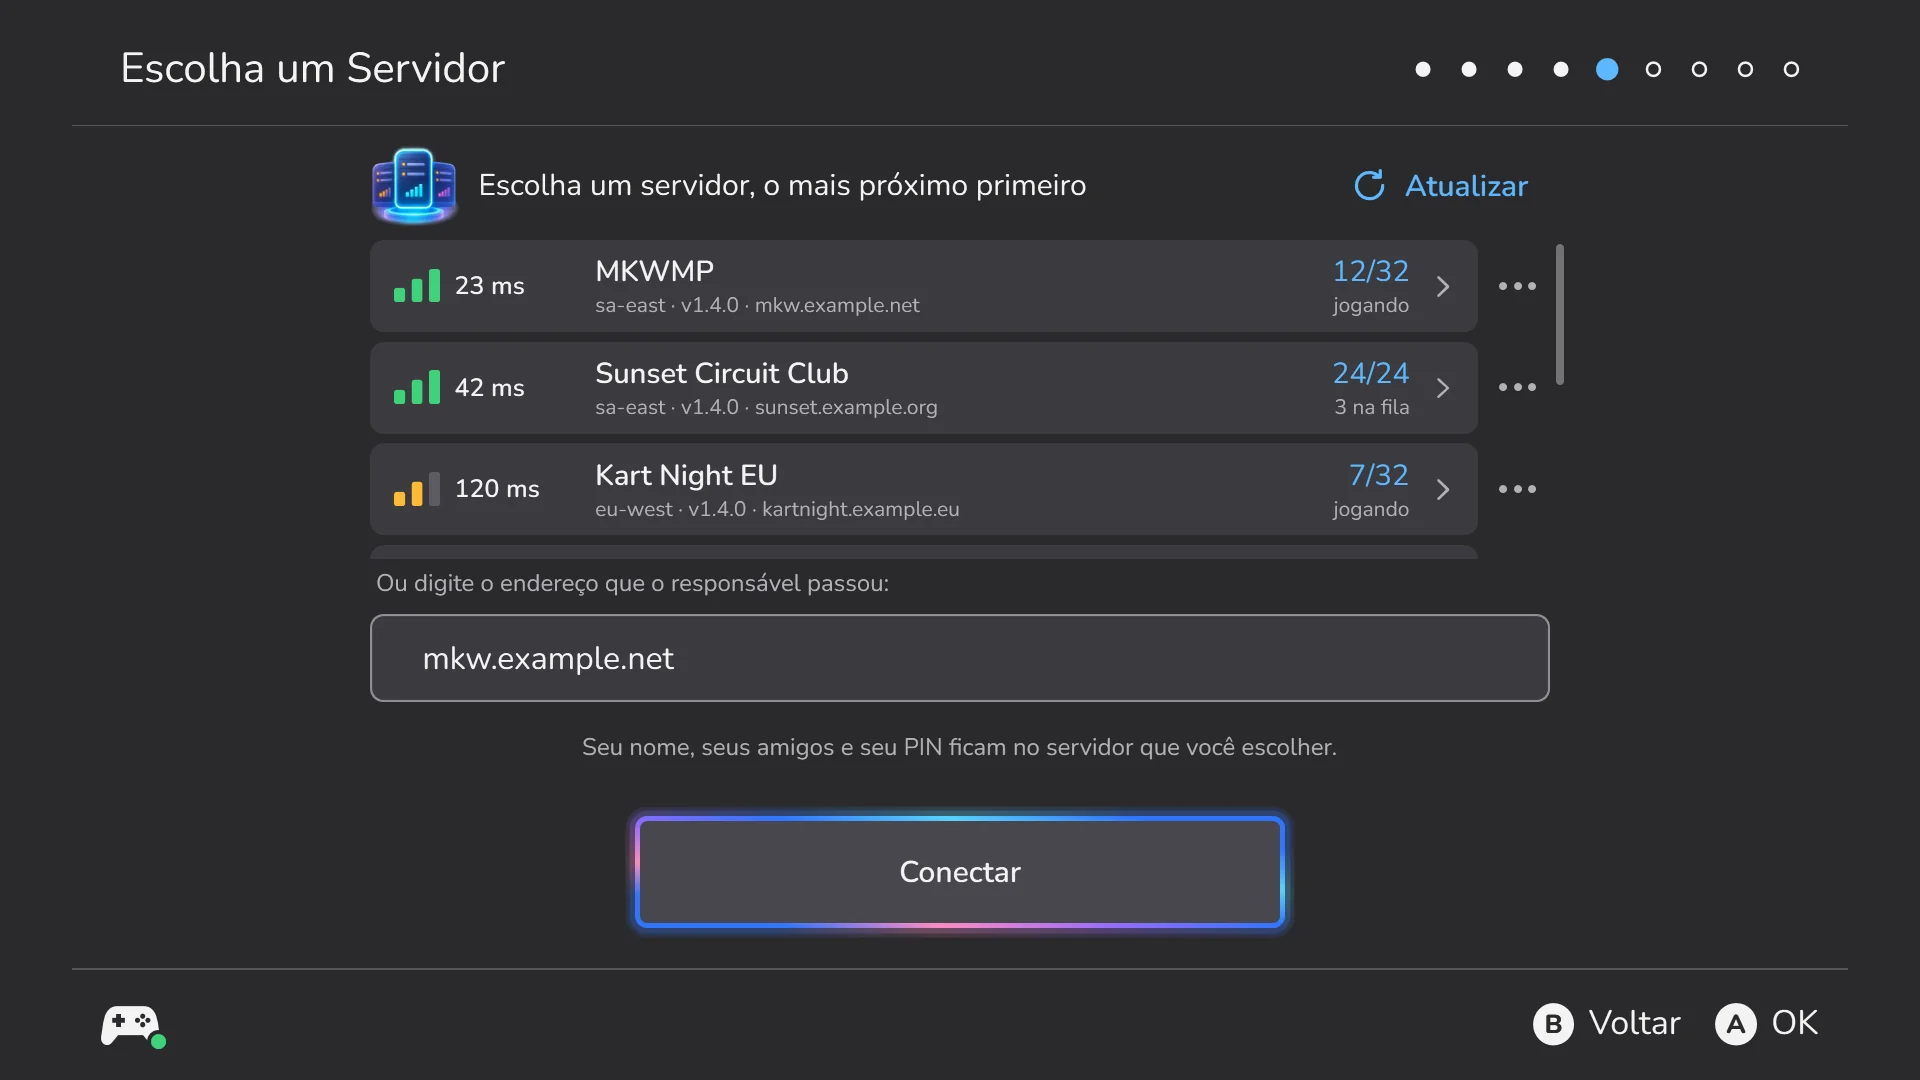 Escolha um Servidor
Escolha um servidor, o mais próximo primeiro
Atualizar
23 ms
MKWMP
sa-east · v1.4.0 · mkw.example.net
12/32
jogando
42 ms
Sunset Circuit Club
sa-east · v1.4.0 · sunset.example.org
24/24
3 na fila
120 ms
Kart Night EU
eu-west · v1.4.0 · kartnight.example.eu
7/32
jogando
Ou digite o endereço que o responsável passou:
mkw.example.net
Seu nome, seus amigos e seu PIN ficam no servidor que você escolher.
Conectar
B Voltar
A OK